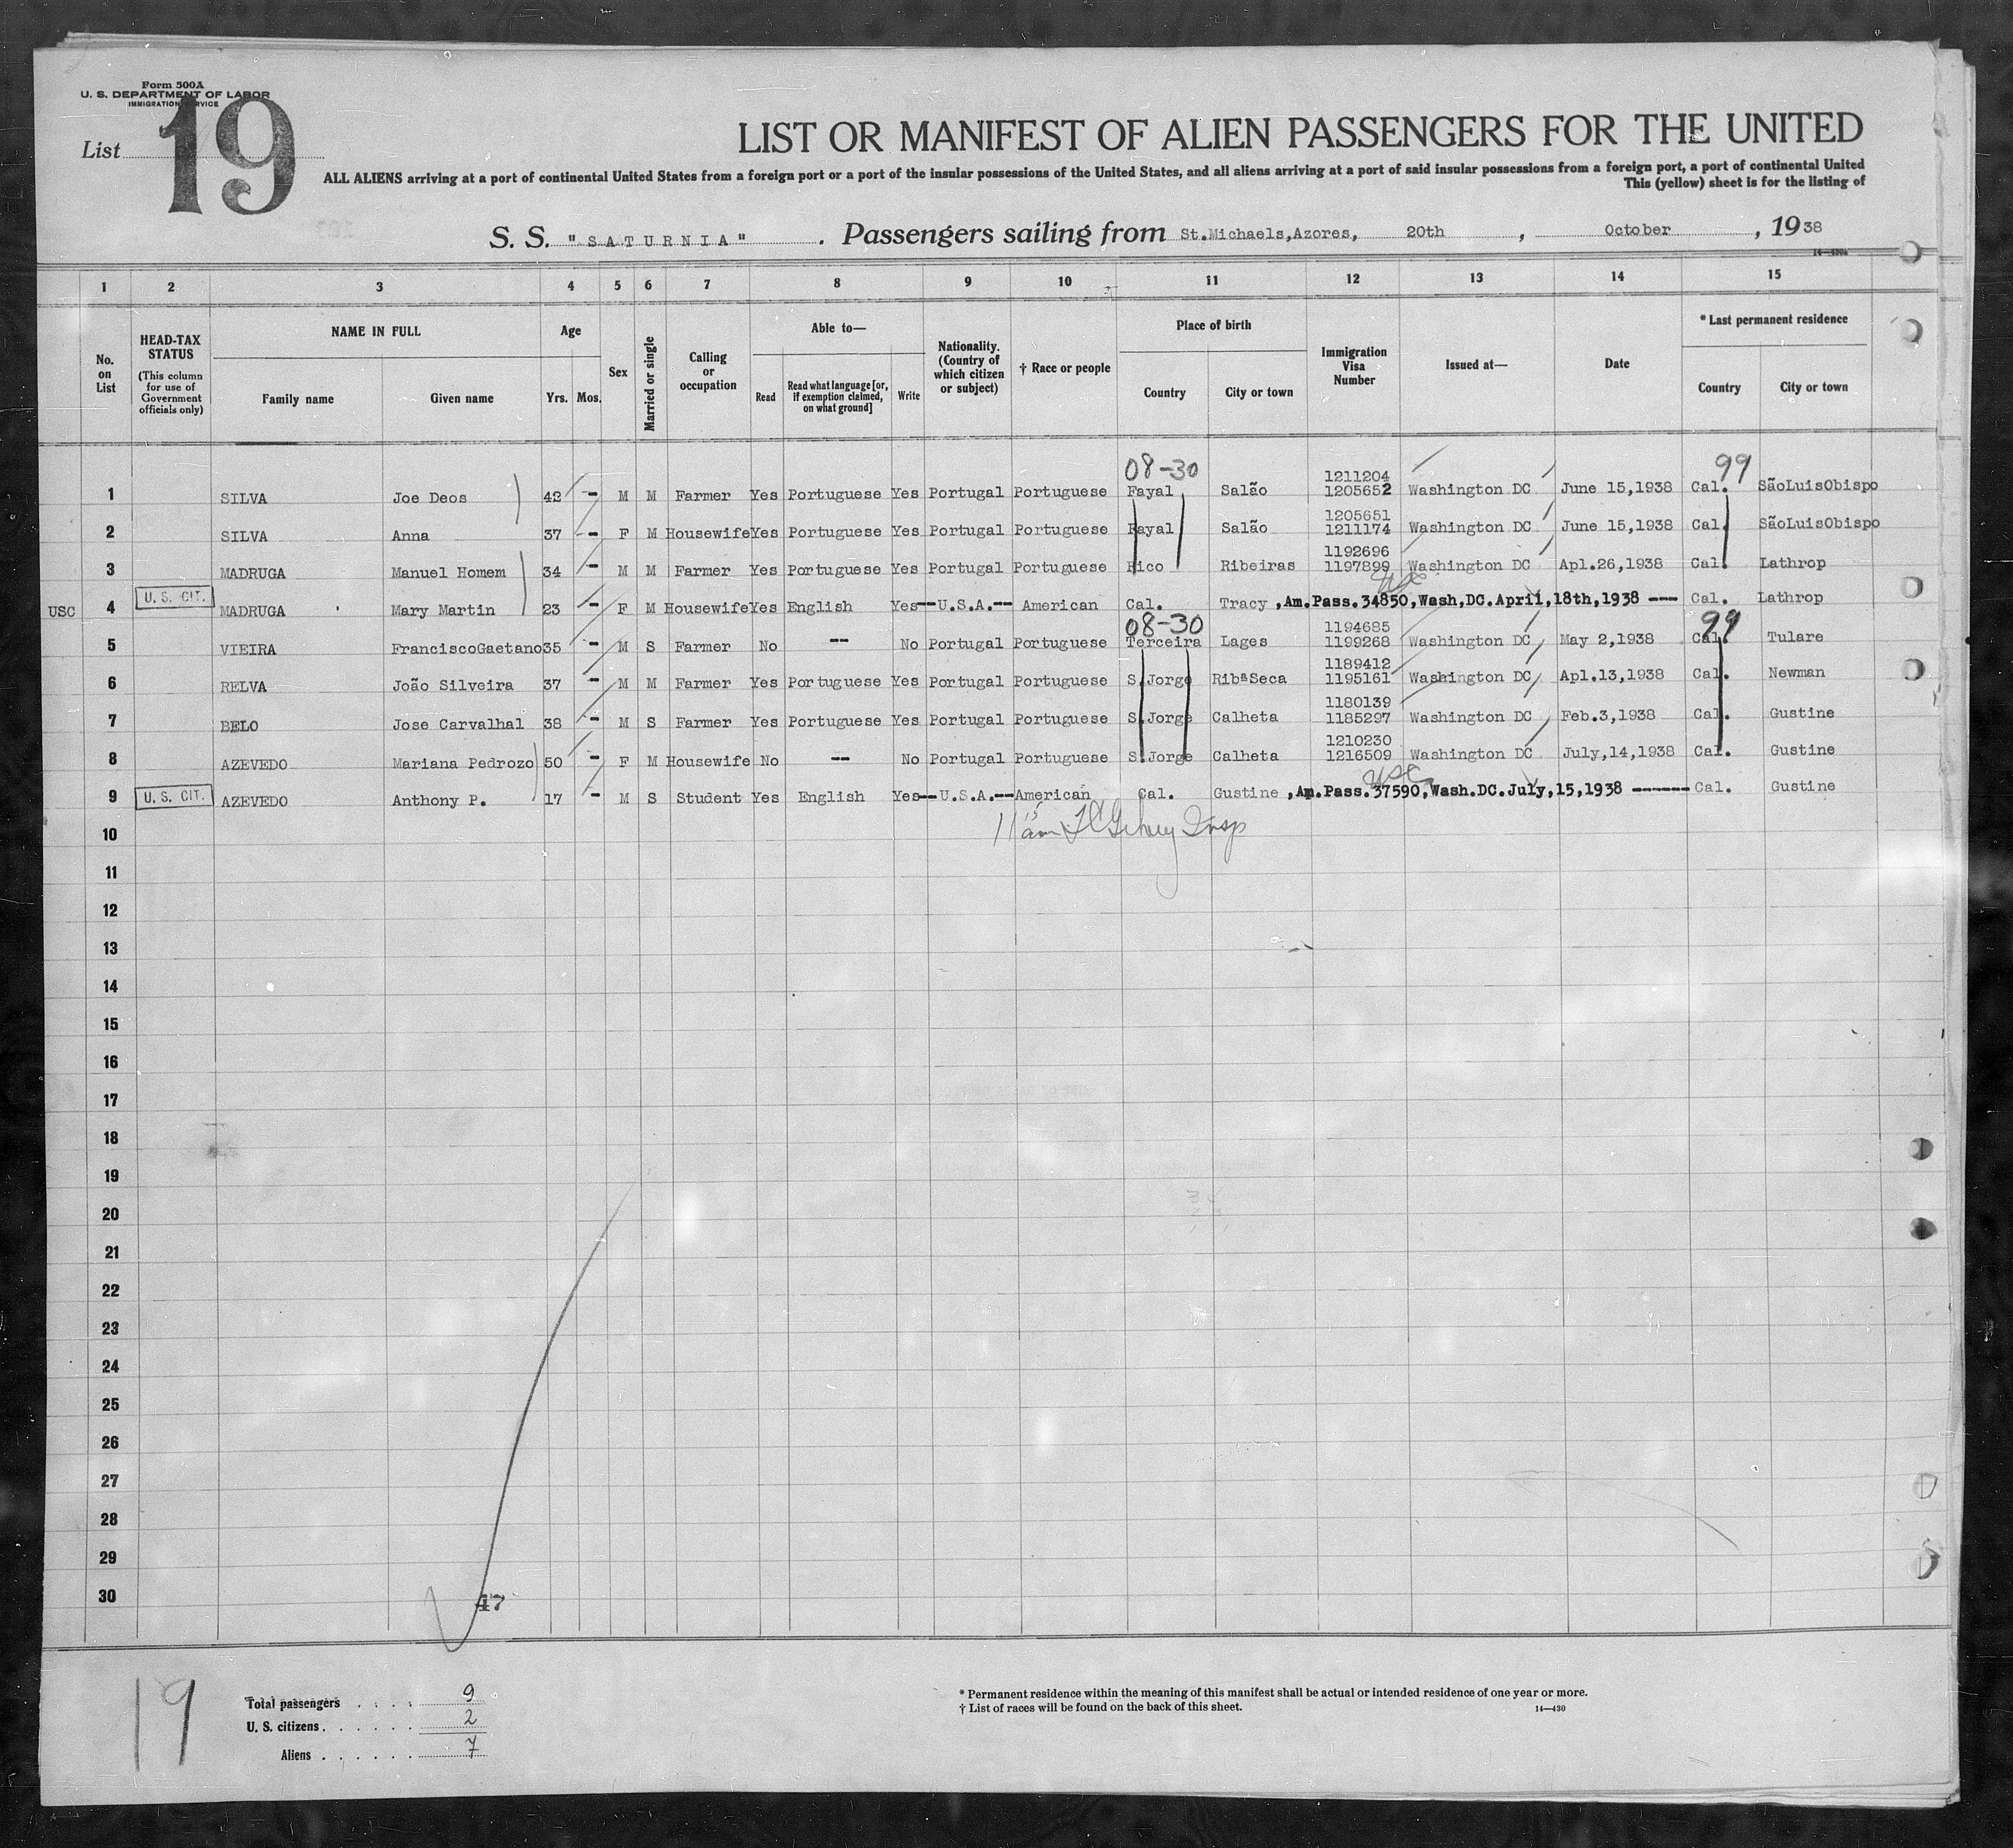 Form 500A
U. S. DEPARTMENT OF LABOR
IMMIGRATION SERVICE
List 19
LIST OR MANIFEST OF ALIEN PASSENGERS FOR THE UNITED
ALL ALIENS arriving at a port of continental United States from a foreign port or a port of the insular possessions of the United States, and all aliens arriving at a port of said insular possessions from a foreign port, a port of continental United
This (yellow) sheet is for the listing of
S. S. "SATURNIA" . Passengers sailing from St.Michaels,Azores, 20th , October , 1938
14—430A
1 2 3 4 5 6 7 8 9 10 11 12 13 14 15
No. on List
HEAD-TAX STATUS (This column for use of Government officials only)
NAME IN FULL Family name Given name
Age Yrs. Mos.
Sex
Married or single
Calling or occupation
Able to— Read Read what language [or, if exemption claimed, on what ground] Write
Nationality. (Country of which citizen or subject)
† Race or people
Place of birth Country City or town
Immigration Visa Number
Issued at—
Date
* Last permanent residence Country City or town
08-30 99
1211204
1 SILVA Joe Deos 42 - M M Farmer Yes Portuguese Yes Portugal Portuguese Fayal Salão 1205652 Washington DC June 15,1938 Cal. SãoLuisObispo
1205651
2 SILVA Anna 37 - F M Housewife Yes Portuguese Yes Portugal Portuguese Fayal Salão 1211174 Washington DC June 15,1938 Cal. SãoLuisObispo
1192696
3 MADRUGA Manuel Homem 34 - M M Farmer Yes Portuguese Yes Portugal Portuguese Pico Ribeiras 1197899 Washington DC Apl.26,1938 Cal. Lathrop
USC
USC 4 U. S. CIT. MADRUGA Mary Martin 23 - F M Housewife Yes English Yes--U.S.A.-- American Cal. Tracy ,Am.Pass.34850,Wash,DC.April,18th,1938 --- Cal. Lathrop
08-30 99
1194685
5 VIEIRA FranciscoGaetano 35 - M S Farmer No -- No Portugal Portuguese Terceira Lages 1199268 Washington DC May 2,1938 Cal. Tulare
1189412
6 RELVA João Silveira 37 - M M Farmer Yes Portuguese Yes Portugal Portuguese S.Jorge RibªSeca 1195161 Washington DC Apl.13,1938 Cal. Newman
1180139
7 BELO Jose Carvalhal 38 - M S Farmer Yes Portuguese Yes Portugal Portuguese S.Jorge Calheta 1185297 Washington DC Feb.3,1938 Cal. Gustine
1210230
8 AZEVEDO Mariana Pedrozo 50 - F M Housewife No -- No Portugal Portuguese S.Jorge Calheta 1216509 Washington DC July,14,1938 Cal. Gustine
USC
9 U. S. CIT. AZEVEDO Anthony P. 17 - M S Student Yes English Yes--U.S.A.--American Cal. Gustine ,Am.Pass.37590,Wash.DC.July,15,1938 ------Cal. Gustine
10 11 15 am Insp
11
12
13
14
15
16
17
18
19
20
21
22
23
24
25
26
27
28
29
30
47
19
Total passengers . . . . 9
U. S. citizens . . . . . . 2
Aliens . . . . . . 7
* Permanent residence within the meaning of this manifest shall be actual or intended residence of one year or more.
† List of races will be found on the back of this sheet. 14—430